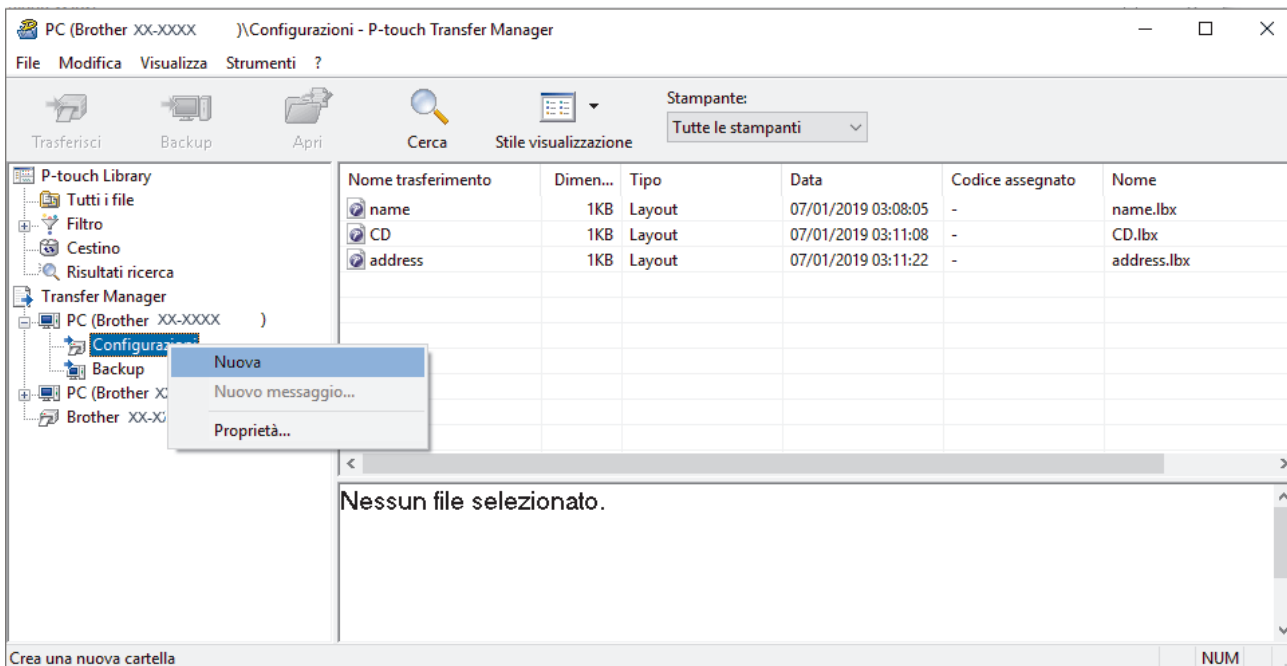 PC (Brother XX-XXXX )\Configurazioni - P-touch Transfer Manager
File Modifica Visualizza Strumenti ?
Trasferisci Backup Apri Cerca Stile visualizzazione
Stampante:
Tutte le stampanti
P-touch Library
Tutti i file
Filtro
Cestino
Risultati ricerca
Transfer Manager
PC (Brother XX-XXXX )
Configurazioni
Backup
PC (Brother
Brother
Nuova
Nuovo messaggio...
Proprietà...
Nome trasferimento Dimen... Tipo Data Codice assegnato Nome
name 1KB Layout 07/01/2019 03:08:05 - name.lbx
CD 1KB Layout 07/01/2019 03:11:08 - CD.lbx
address 1KB Layout 07/01/2019 03:11:22 - address.lbx
Nessun file selezionato.
Crea una nuova cartella NUM